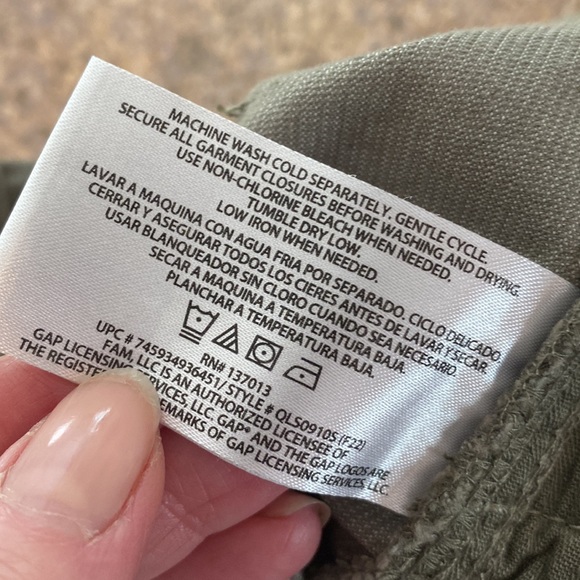 MACHINE WASH COLD SEPARATELY. GENTLE CYCLE.
SECURE ALL GARMENT CLOSURES BEFORE WASHING AND DRYING.
USE NON-CHLORINE BLEACH WHEN NEEDED.
TUMBLE DRY LOW.
LOW IRON WHEN NEEDED.
LAVAR A MAQUINA CON AGUA FRIA POR SEPARADO. CICLO DELICADO.
CERRAR Y ASEGURAR TODOS LOS CIERES ANTES DE LAVAR Y SECAR.
USAR BLANQUEADOR SIN CLORO CUANDO SEA NECESARIO
SECAR A MAQUINA A TEMPERATURA BAJA.
PLANCHAR A TEMPERATURA BAJA.
RN# 137013
UPC # 745934936451/ STYLE # QLS0910S (F22)
FAM, LLC IS AN AUTHORIZED LICENSEE OF
GAP LICENSING SERVICES, LLC. GAP® AND THE GAP LOGOS ARE
THE REGISTERED TRADEMARKS OF GAP LICENSING SERVICES, LLC.